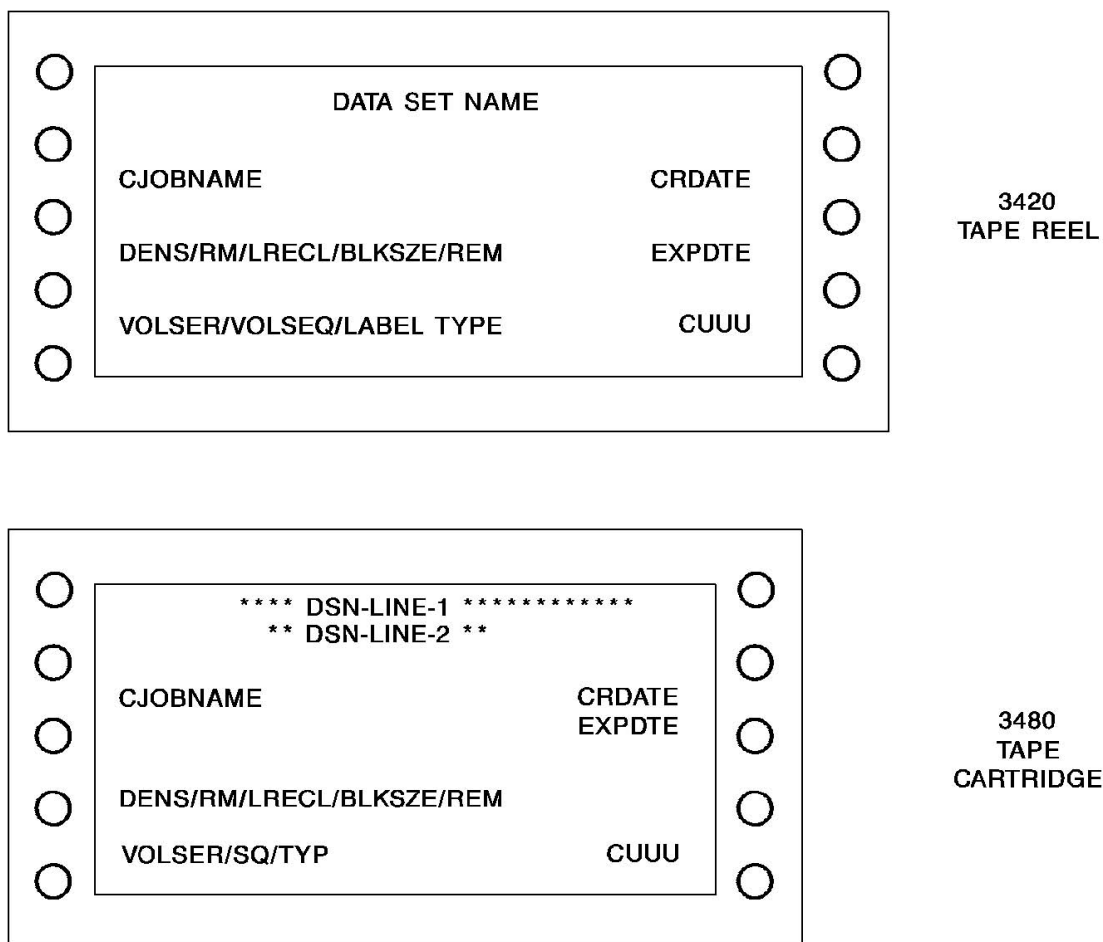 DATA SET NAME
CJOBNAME CRDATE
DENS/RM/LRECL/BLKSZE/REM EXPDTE
VOLSER/VOLSEQ/LABEL TYPE CUUU
3420
TAPE REEL
**** DSN-LINE-1 ************
** DSN-LINE-2 **
CJOBNAME CRDATE
EXPDTE
DENS/RM/LRECL/BLKSZE/REM
VOLSER/SQ/TYP CUUU
3480
TAPE
CARTRIDGE